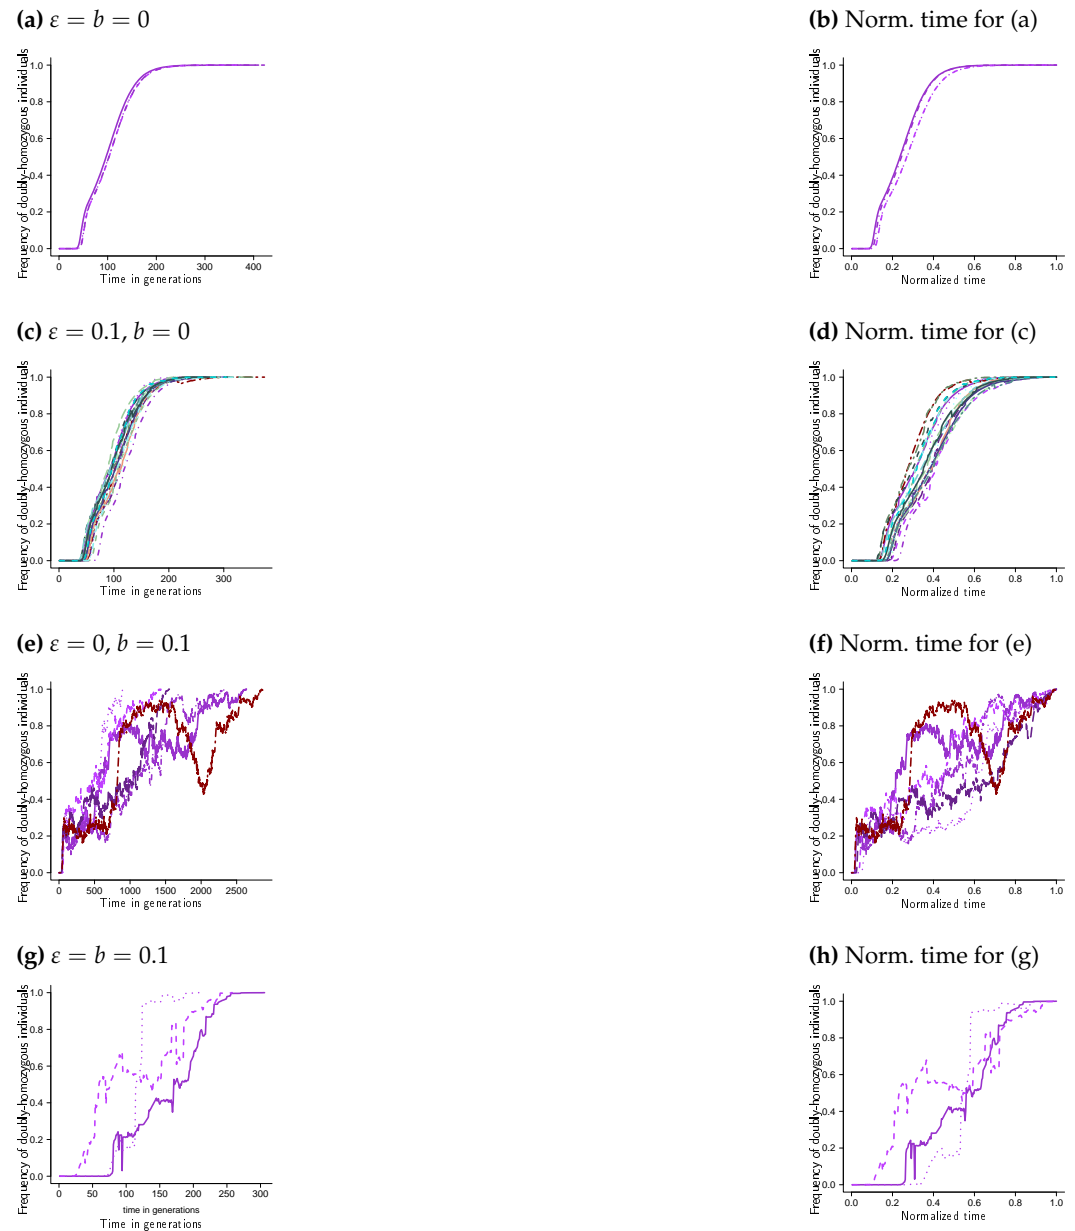 (a) ε = b = 0
(b) Norm. time for (a)
Frequency of doubly-homozygous individuals
1.0
0.8
0.6
0.4
0.2
0.0
0 100 200 300 400
Time in generations
Frequency of doubly-homozygous individuals
1.0
0.8
0.6
0.4
0.2
0.0
0.0 0.2 0.4 0.6 0.8 1.0
Normalized time
(c) ε = 0.1, b = 0
(d) Norm. time for (c)
Frequency of doubly-homozygous individuals
1.0
0.8
0.6
0.4
0.2
0.0
0 100 200 300
Time in generations
Frequency of doubly-homozygous individuals
1.0
0.8
0.6
0.4
0.2
0.0
0.0 0.2 0.4 0.6 0.8 1.0
Normalized time
(e) ε = 0, b = 0.1
(f) Norm. time for (e)
Frequency of doubly-homozygous individuals
1.0
0.8
0.6
0.4
0.2
0.0
0 500 1000 1500 2000 2500
Time in generations
Frequency of doubly-homozygous individuals
1.0
0.8
0.6
0.4
0.2
0.0
0.0 0.2 0.4 0.6 0.8 1.0
Normalized time
(g) ε = b = 0.1
(h) Norm. time for (g)
Frequency of doubly-homozygous individuals
1.0
0.8
0.6
0.4
0.2
0.0
0 50 100 150 200 250 300
time in generations
Time in generations
Frequency of doubly-homozygous individuals
1.0
0.8
0.6
0.4
0.2
0.0
0.0 0.2 0.4 0.6 0.8 1.0
Normalized time